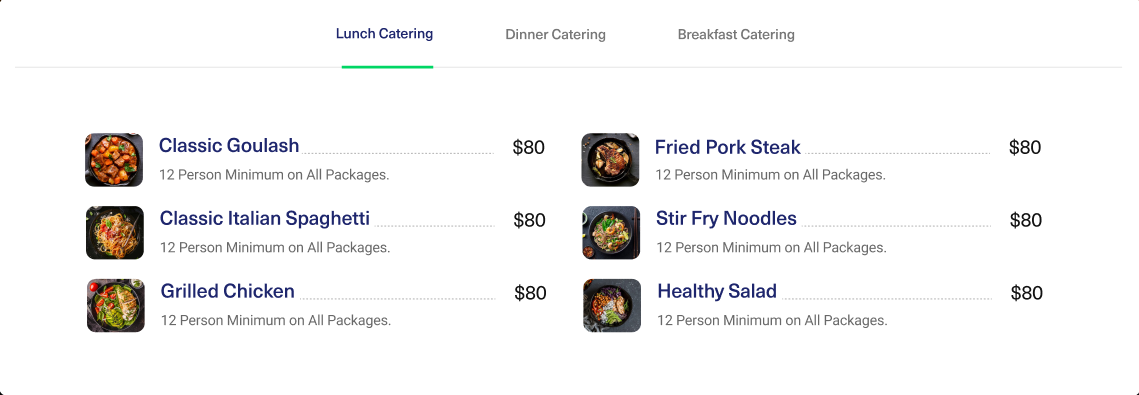 Lunch Catering Dinner Catering Breakfast Catering
Classic Goulash $80
12 Person Minimum on All Packages.
Classic Italian Spaghetti $80
12 Person Minimum on All Packages.
Grilled Chicken $80
12 Person Minimum on All Packages.
Fried Pork Steak $80
12 Person Minimum on All Packages.
Stir Fry Noodles $80
12 Person Minimum on All Packages.
Healthy Salad $80
12 Person Minimum on All Packages.